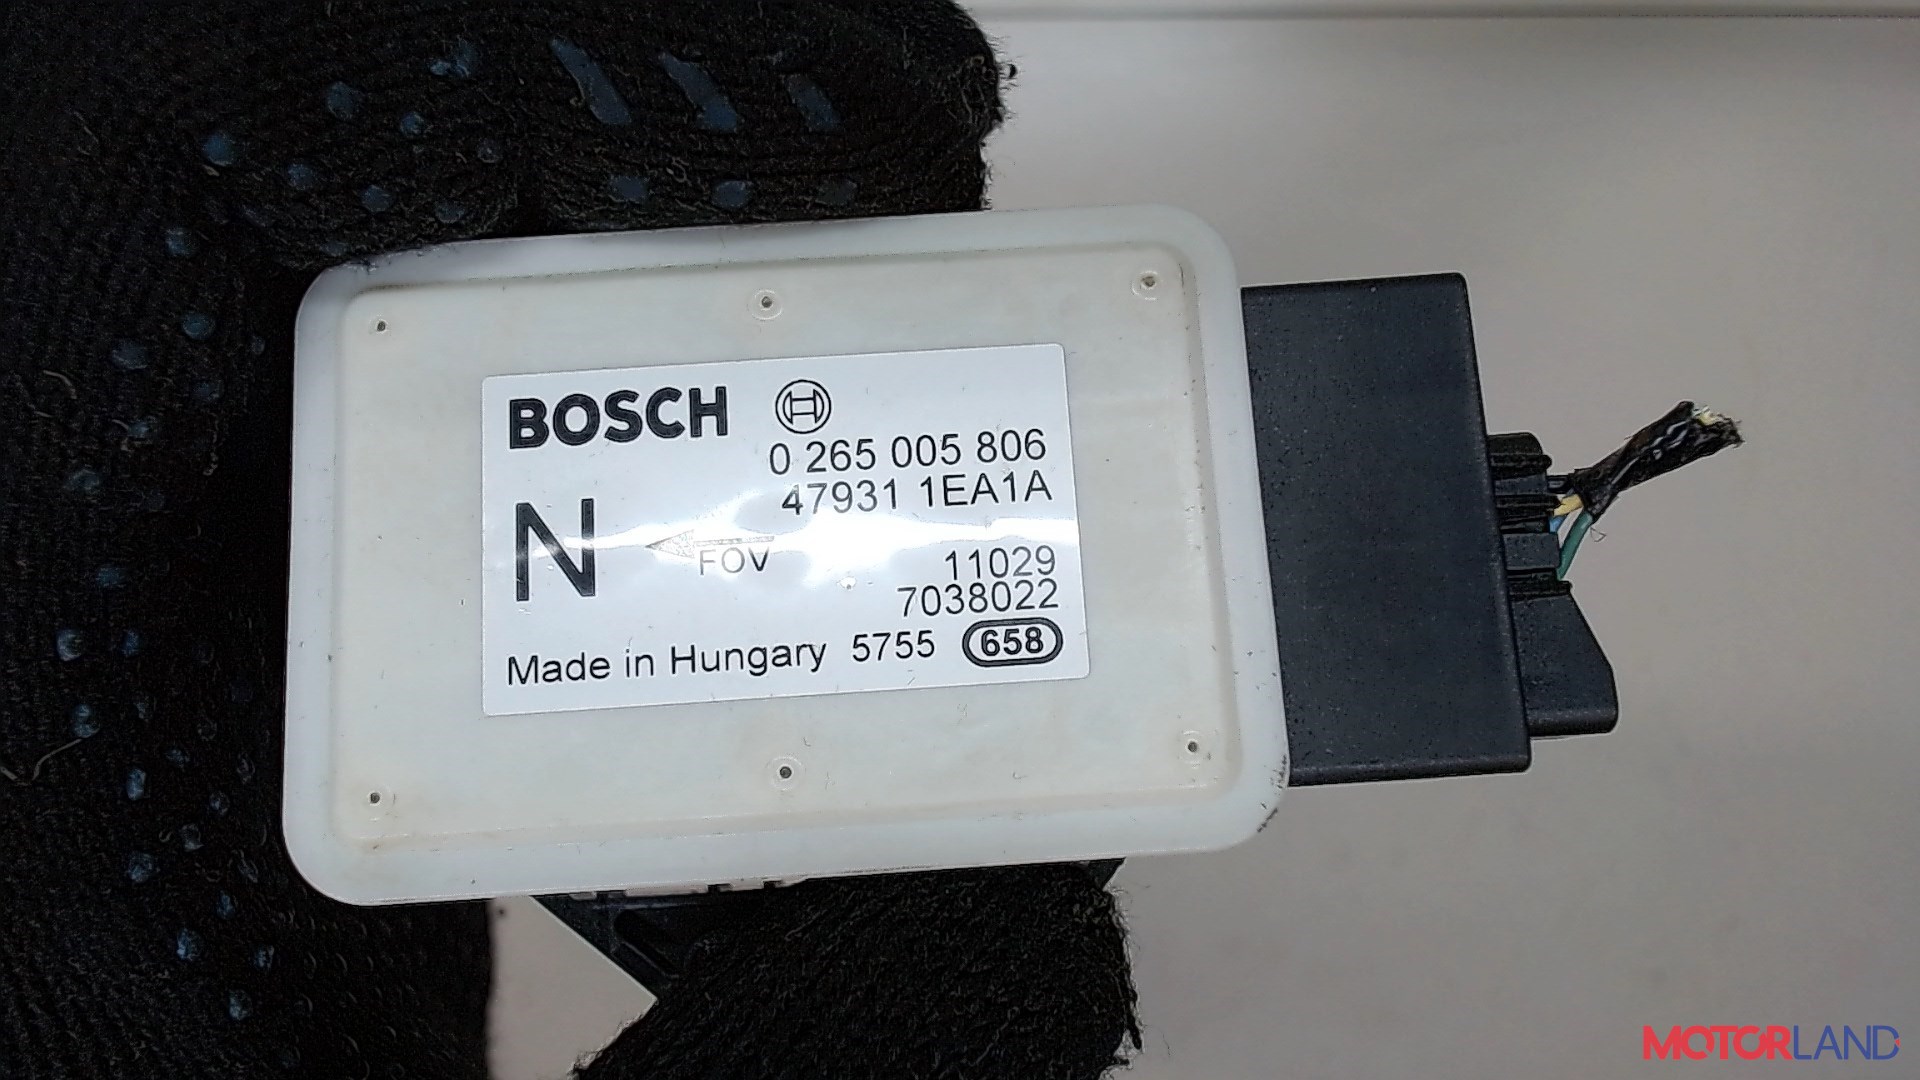 BOSCH
0 265 005 806
47931 1EA1A
N
FOV
11029
7038022
Made in Hungary 5755 658
MOTORLAND